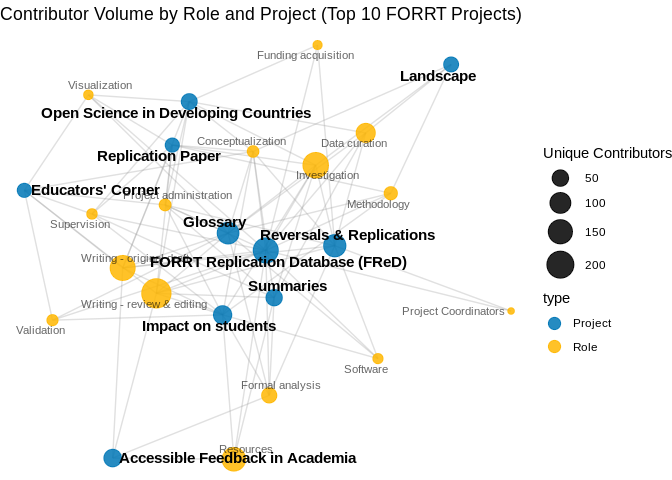 Contributor Volume by Role and Project (Top 10 FORRT Projects)
Funding acquisition
Landscape
Visualization
Open Science in Developing Countries
Conceptualization
Data curation
Replication Paper
Investigation
Educators' Corner
Project administration
Methodology
Supervision
Glossary
Reversals & Replications
Writing - original draft
FORRT Replication Database (FReD)
Summaries
Writing - review & editing
Project Coordinators
Validation
Impact on students
Software
Formal analysis
Resources
Accessible Feedback in Academia
Unique Contributors
50
100
150
200
type
Project
Role